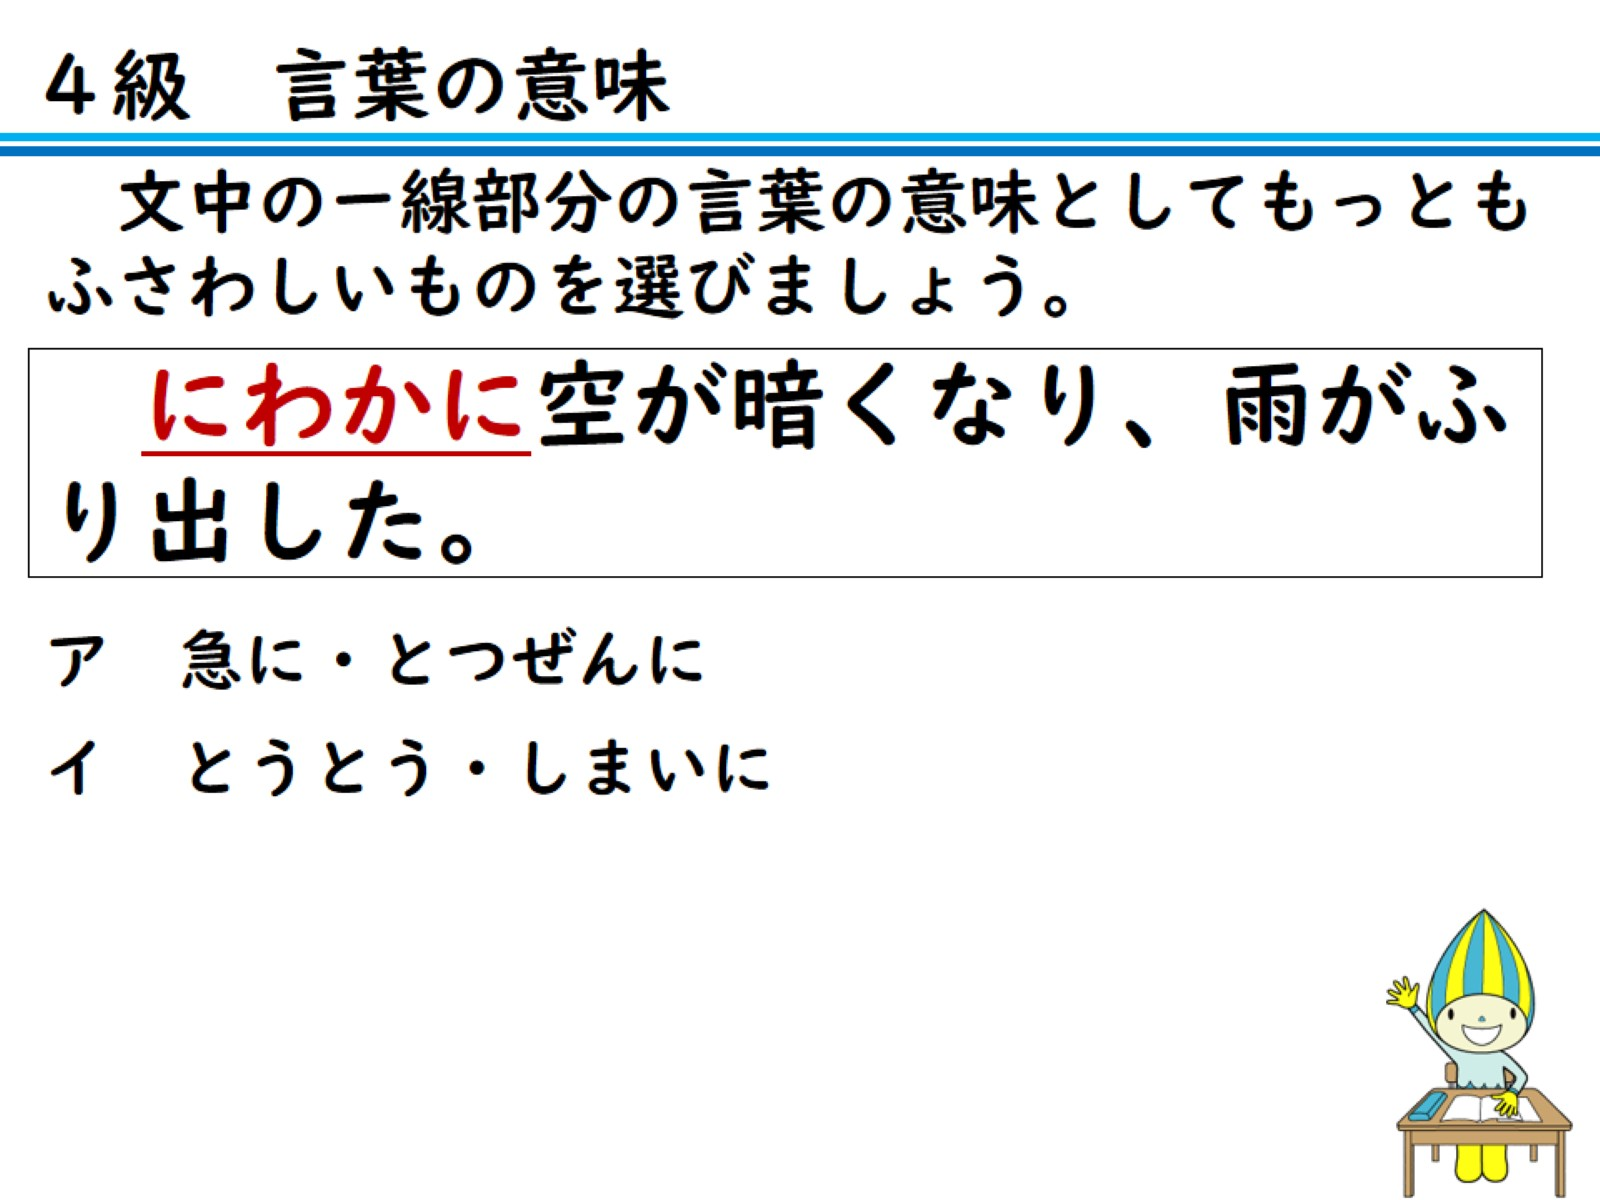 ４級　言葉の意味
文中の一線部分の言葉の意味としてもっとも
ふさわしいものを選びましょう。
にわかに空が暗くなり、雨がふ
り出した。
ア　急に・とつぜんに
イ　とうとう・しまいに